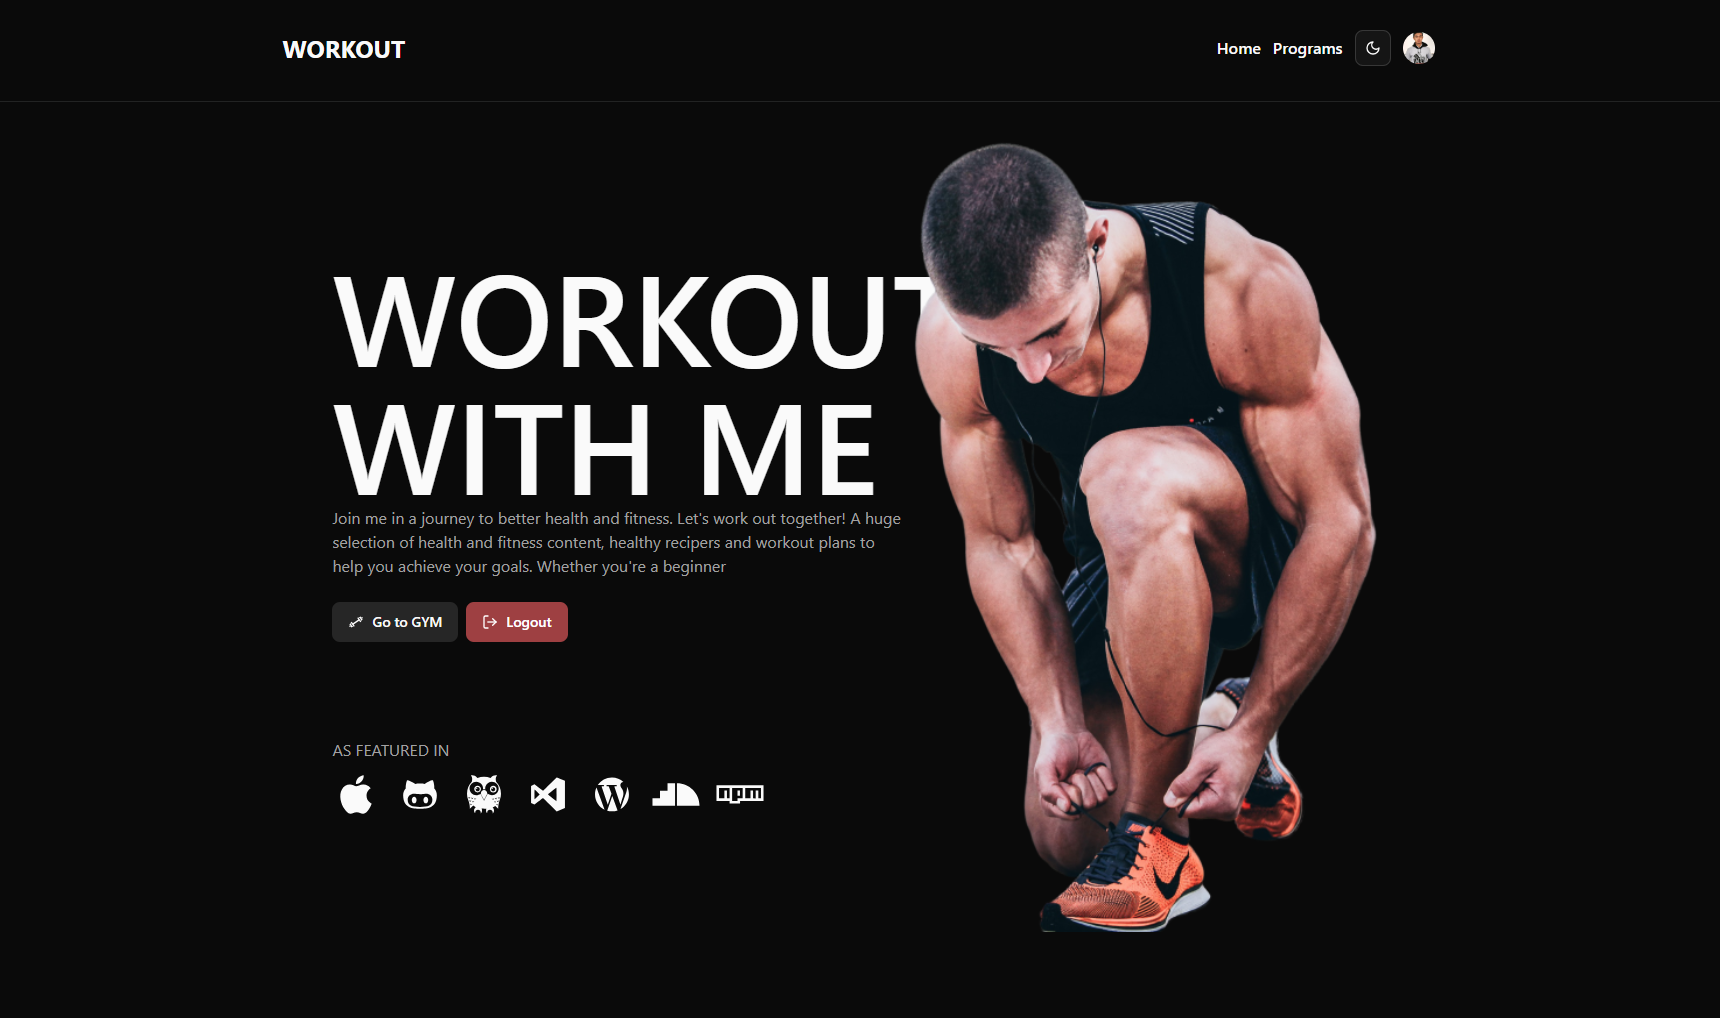 WORKOUT
Home Programs
WORKOUT
WITH ME
Join me in a journey to better health and fitness. Let's work out together! A huge
selection of health and fitness content, healthy recipers and workout plans to
help you achieve your goals. Whether you're a beginner
Go to GYM Logout
AS FEATURED IN
npm